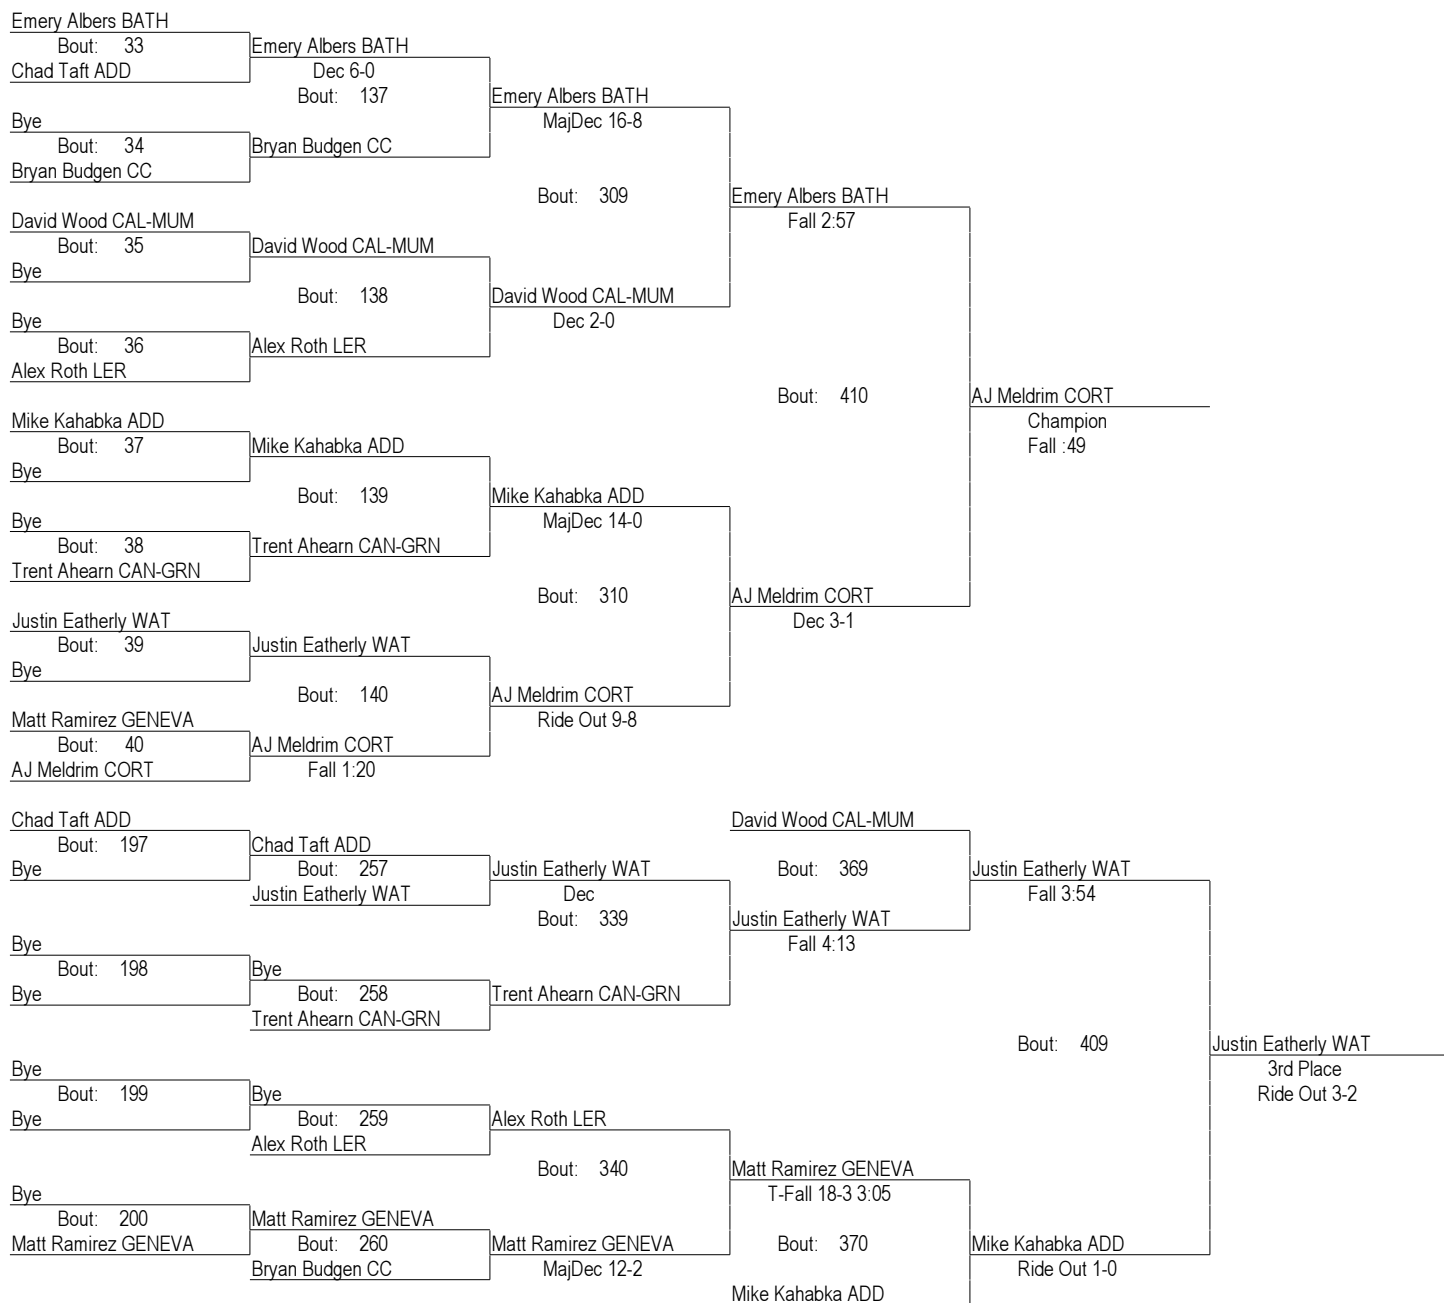 Emery Albers BATH
Bout: 33 Emery Albers BATH
Chad Taft ADD Dec 6-0
Bout: 137 Emery Albers BATH
Bye MajDec 16-8
Bout: 34 Bryan Budgen CC
Bryan Budgen CC
Bout: 309 Emery Albers BATH
David Wood CAL-MUM Fall 2:57
Bout: 35 David Wood CAL-MUM
Bye
Bout: 138 David Wood CAL-MUM
Bye Dec 2-0
Bout: 36 Alex Roth LER
Alex Roth LER
Bout: 410 AJ Meldrim CORT
Mike Kahabka ADD Champion
Bout: 37 Mike Kahabka ADD Fall :49
Bye
Bout: 139 Mike Kahabka ADD
Bye MajDec 14-0
Bout: 38 Trent Ahearn CAN-GRN
Trent Ahearn CAN-GRN
Bout: 310 AJ Meldrim CORT
Justin Eatherly WAT Dec 3-1
Bout: 39 Justin Eatherly WAT
Bye
Bout: 140 AJ Meldrim CORT
Matt Ramirez GENEVA Ride Out 9-8
Bout: 40 AJ Meldrim CORT
AJ Meldrim CORT Fall 1:20
Chad Taft ADD David Wood CAL-MUM
Bout: 197 Chad Taft ADD
Bye Bout: 257 Justin Eatherly WAT Bout: 369 Justin Eatherly WAT
Justin Eatherly WAT Dec Fall 3:54
Bout: 339 Justin Eatherly WAT
Bye Fall 4:13
Bout: 198 Bye
Bye Bout: 258 Trent Ahearn CAN-GRN
Trent Ahearn CAN-GRN
Bout: 409 Justin Eatherly WAT
Bye 3rd Place
Bout: 199 Bye Ride Out 3-2
Bye Bout: 259 Alex Roth LER
Alex Roth LER
Bout: 340 Matt Ramirez GENEVA
Bye T-Fall 18-3 3:05
Bout: 200 Matt Ramirez GENEVA
Matt Ramirez GENEVA Bout: 260 Matt Ramirez GENEVA Bout: 370 Mike Kahabka ADD
Bryan Budgen CC MajDec 12-2 Ride Out 1-0
Mike Kahabka ADD